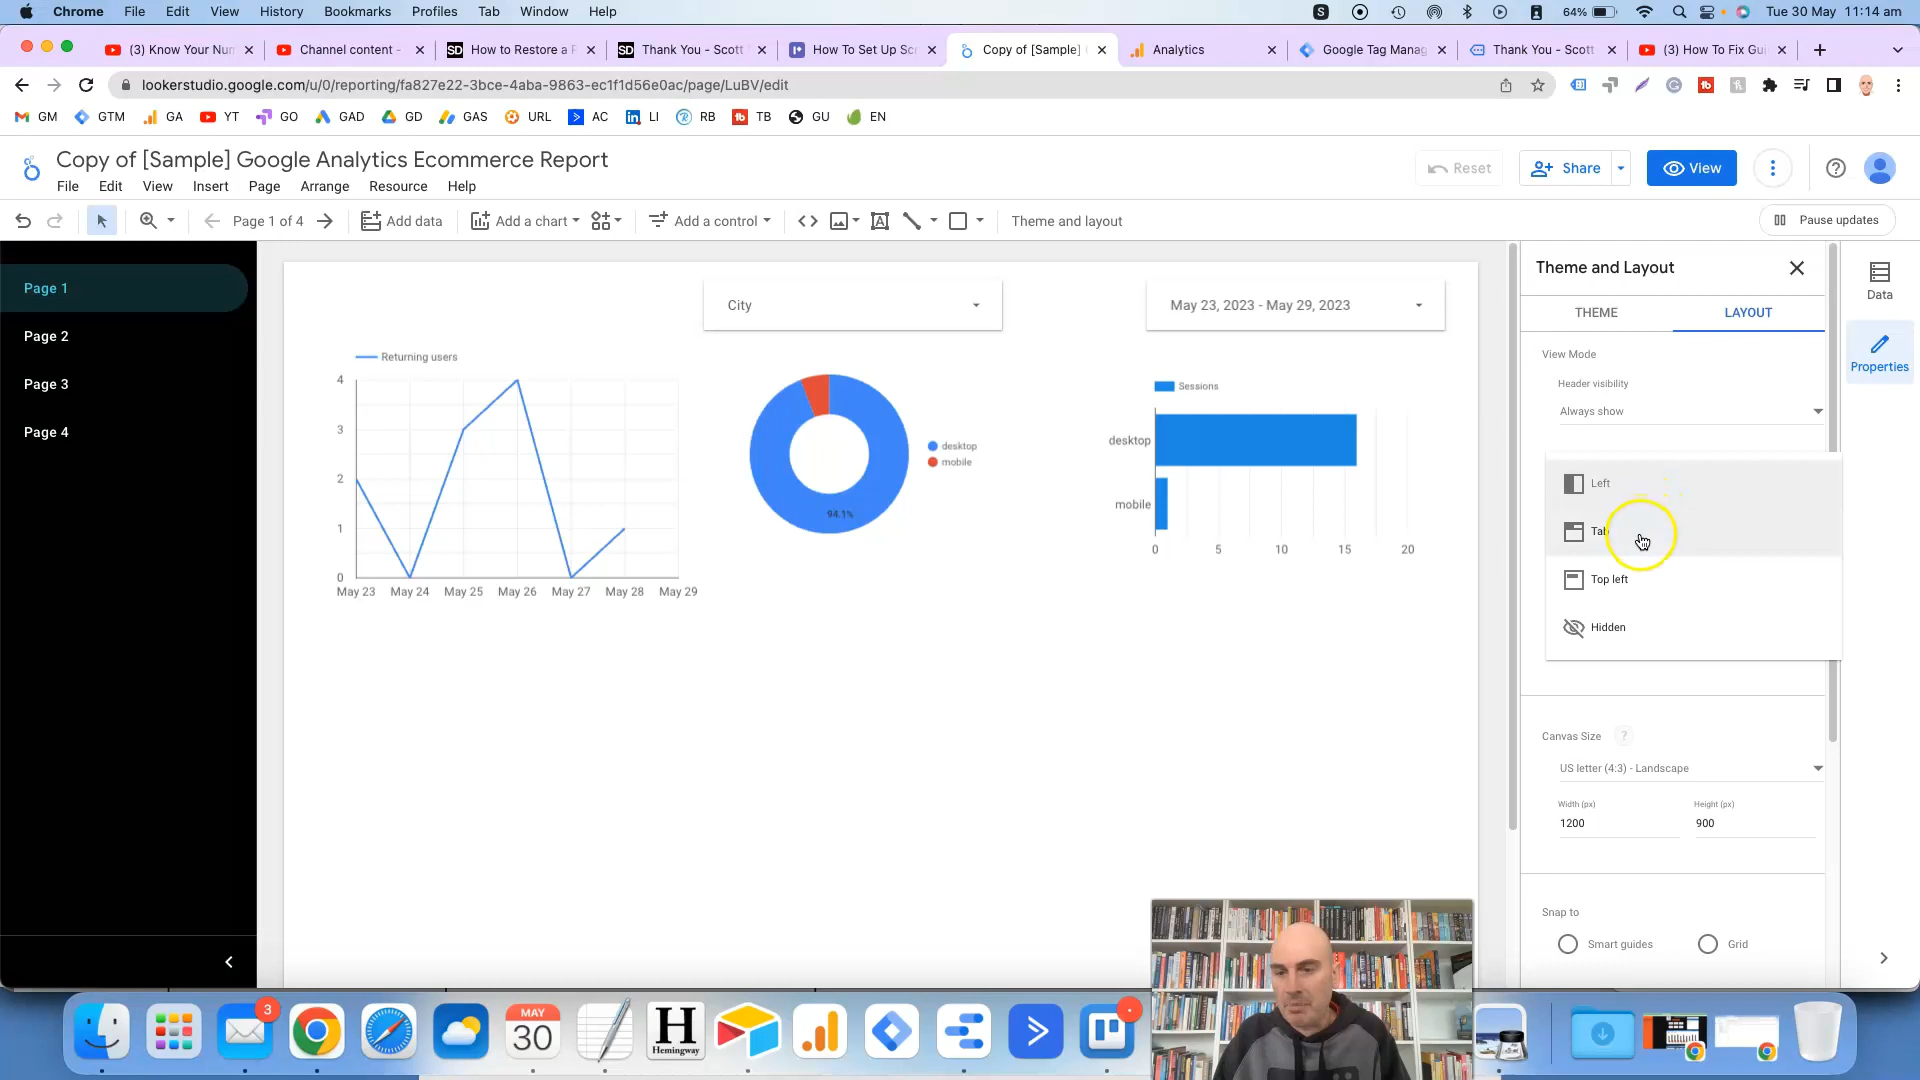 Chrome File Edit View History Bookmarks Profiles Tab Window Help 64% Tue 30 May 11:14 am
(3) Know Your Nu Channel content - How to Restore a Thank You - Scott How To Set Up Sc Copy of [Sample] Analytics Google Tag Manag Thank You - Scott (3) How To Fix Gu
lookerstudio.google.com/u/0/reporting/fa827e22-3bce-4aba-9863-ec1f1d56e0ac/page/LuBV/edit
GM GTM GA YT GO GAD GD GAS URL AC LI RB TB GU EN
Copy of [Sample] Google Analytics Ecommerce Report
Reset Share View
File Edit View Insert Page Arrange Resource Help
Page 1 of 4 Add data Add a chart Add a control Theme and layout Pause updates
Page 1
Page 2
Page 3
Page 4
City
May 23, 2023 - May 29, 2023
Returning users
4
3
2
1
0
May 23 May 24 May 25 May 26 May 27 May 28 May 29
94.1%
desktop
mobile
Sessions
desktop
mobile
0 5 10 15 20
Theme and Layout
THEME LAYOUT
View Mode
Header visibility
Always show
Left
Tab
Top left
Hidden
Canvas Size ?
US letter (4:3) - Landscape
Width (px) Height (px)
1200 900
Snap to
Smart guides Grid
Data
Properties
3
MAY
30
H
Hemingway